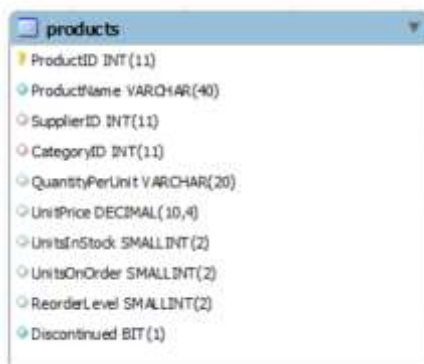 products
ProductID INT(11)
ProductName VARCHAR(40)
SupplierID INT(11)
CategoryID INT(11)
QuantityPerUnit VARCHAR(20)
UnitPrice DECIMAL(10,4)
UnitsInStock SMALLINT(2)
UnitsOnOrder SMALLINT(2)
ReorderLevel SMALLINT(2)
Discontinued BIT(1)